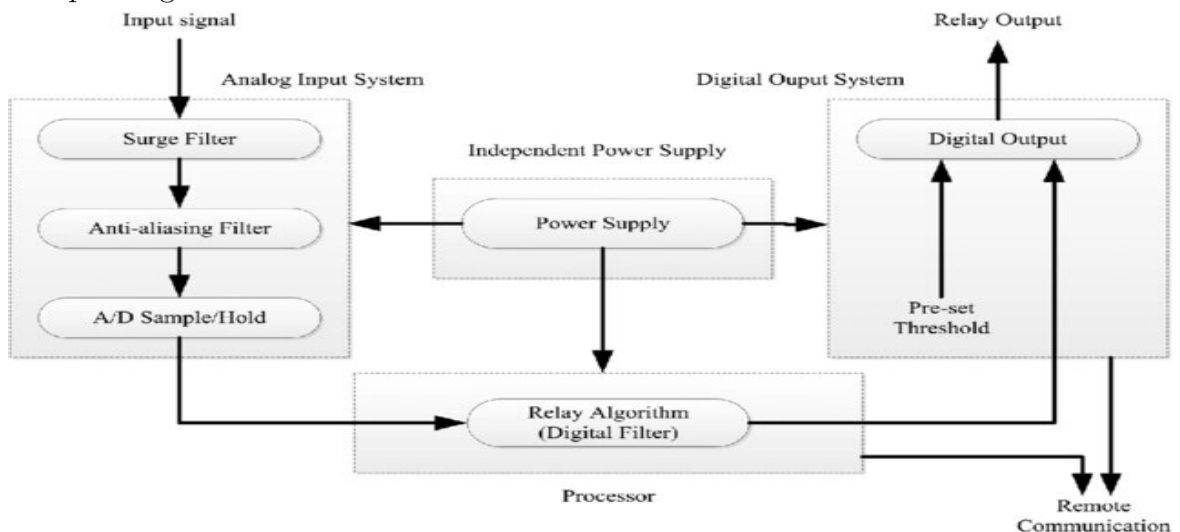 Input signal
Relay Output
Analog Input System
Digital Ouput System
Surge Filter
Digital Output
Independent Power Supply
Anti-aliasing Filter
Power Supply
A/D Sample/Hold
Pre-set
Threshold
Relay Algorithm
(Digital Filter)
Processor
Remote
Communication